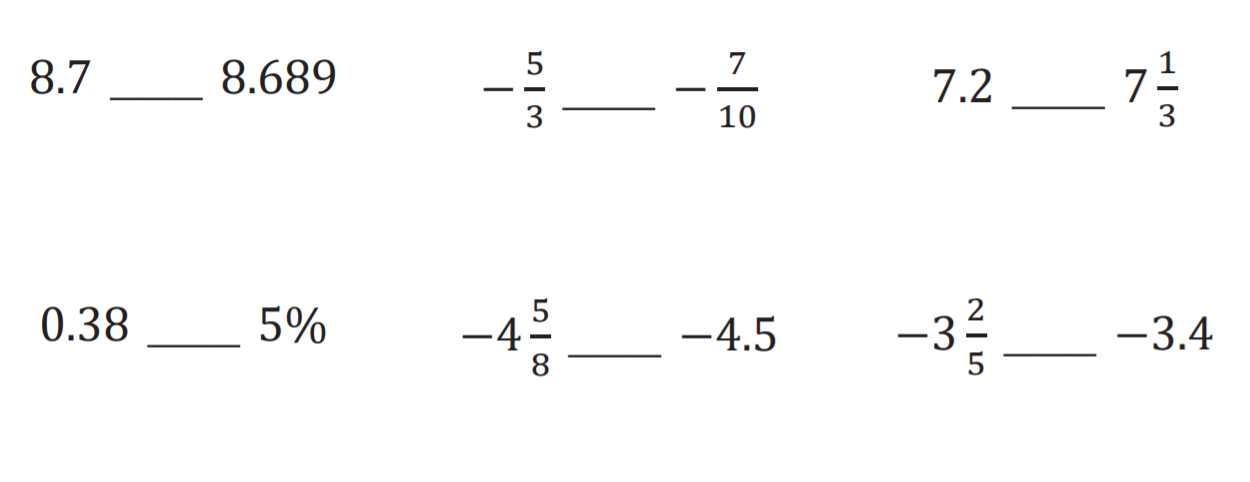 8.7 ____ 8.689
−5/3 ____ −7/10
7.2 ____ 7 1/3
0.38 ____ 5%
−4 5/8 ____ −4.5
−3 2/5 ____ −3.4